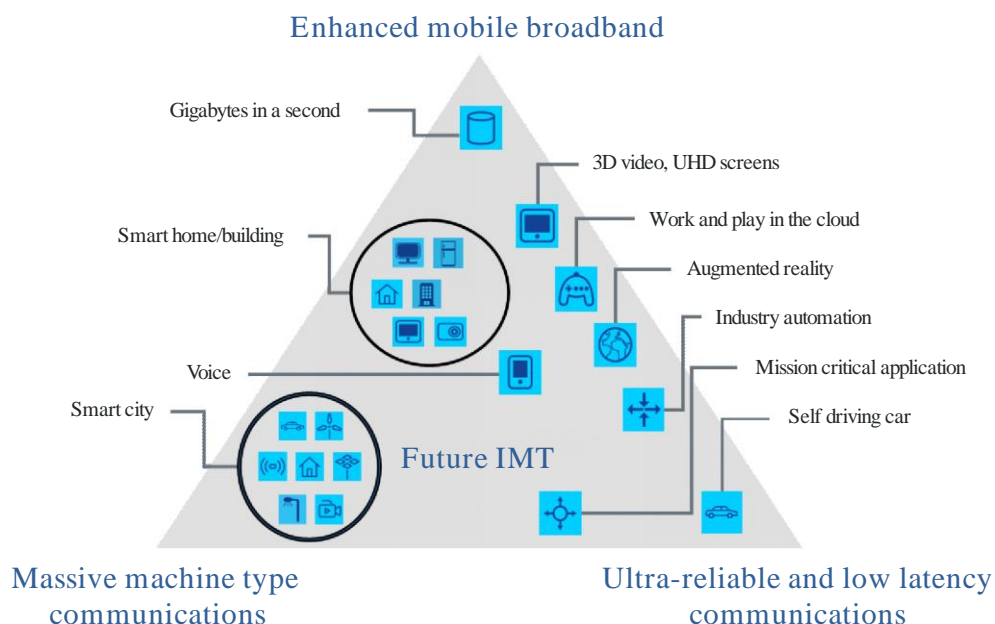 Enhanced mobile broadband
Gigabytes in a second
3D video, UHD screens
Work and play in the cloud
Smart home/building
Augmented reality
Industry automation
Mission critical application
Voice
Smart city
Self driving car
Future IMT
Massive machine type
communications
Ultra-reliable and low latency
communications